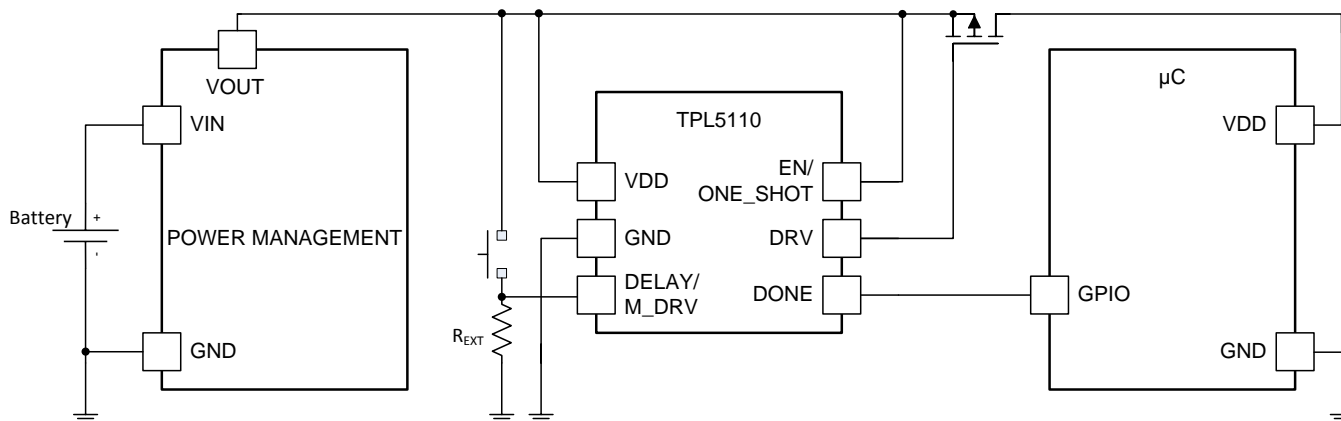 VOUT
VIN
Battery
+
-
POWER MANAGEMENT
GND
R_EXT
TPL5110
VDD
GND
DELAY/
M_DRV
EN/
ONE_SHOT
DRV
DONE
µC
VDD
GPIO
GND